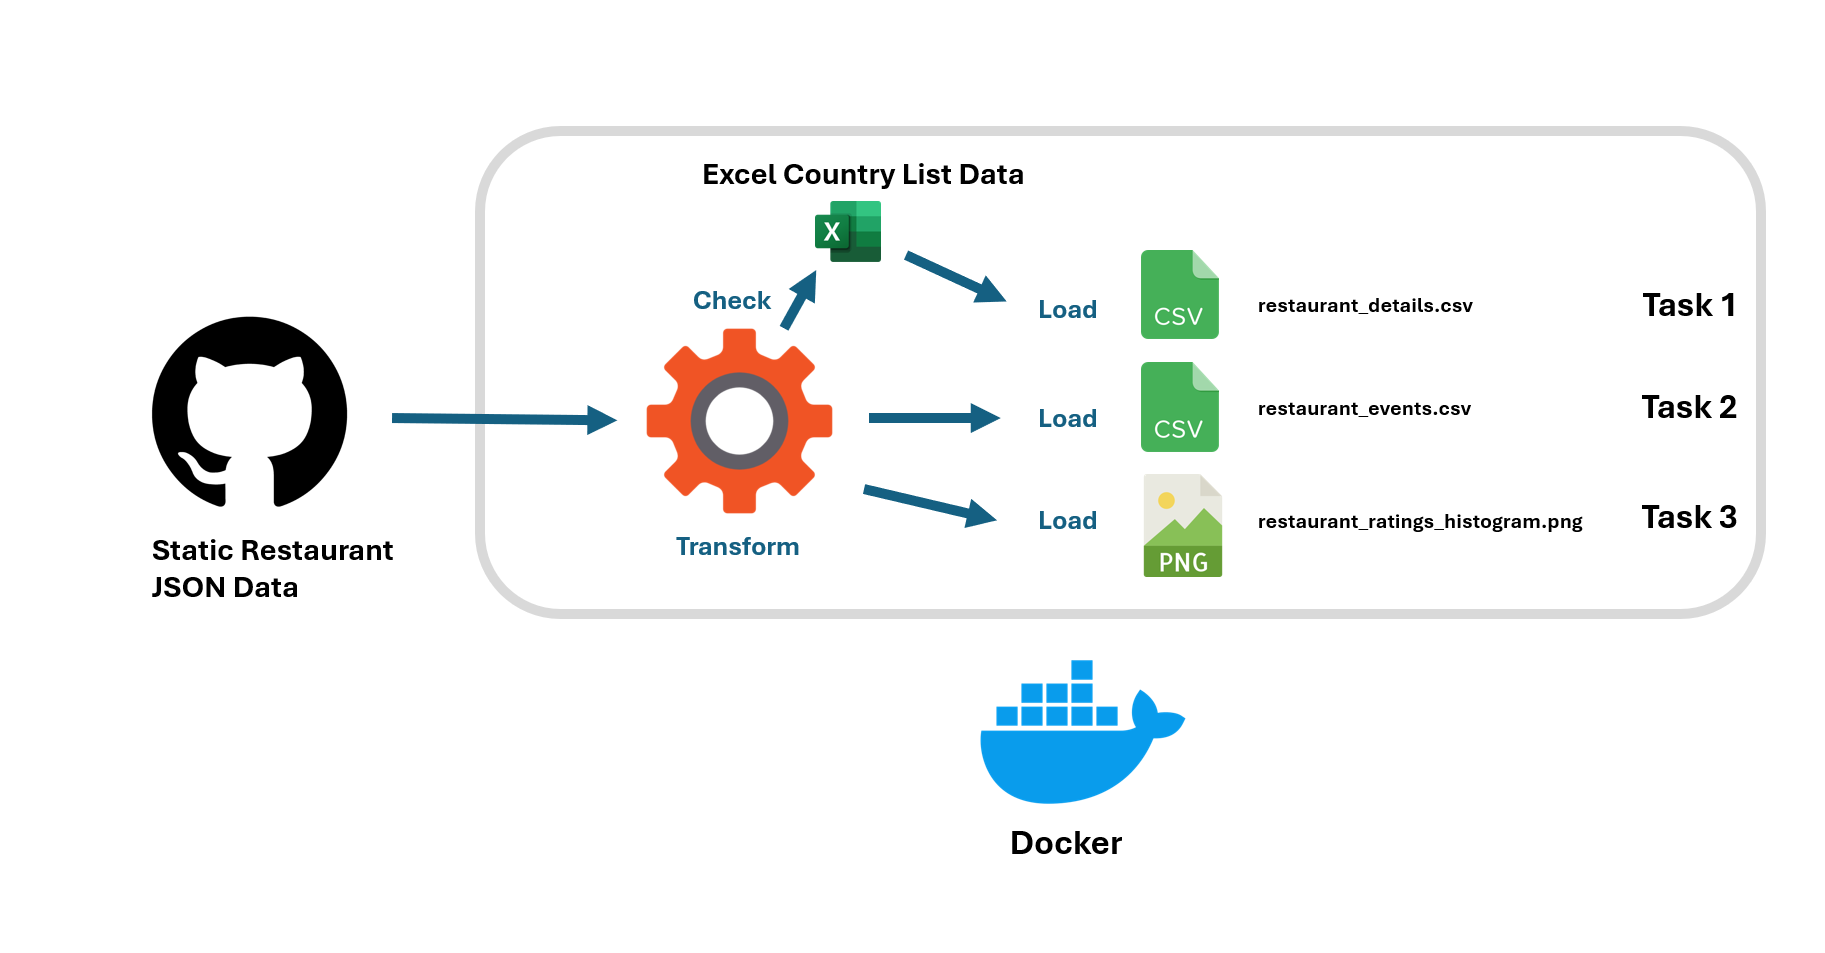 Excel Country List Data
X
Check
Load
CSV
restaurant_details.csv
Task 1
Load
CSV
restaurant_events.csv
Task 2
Static Restaurant
JSON Data
Transform
Load
PNG
restaurant_ratings_histogram.png
Task 3
Docker